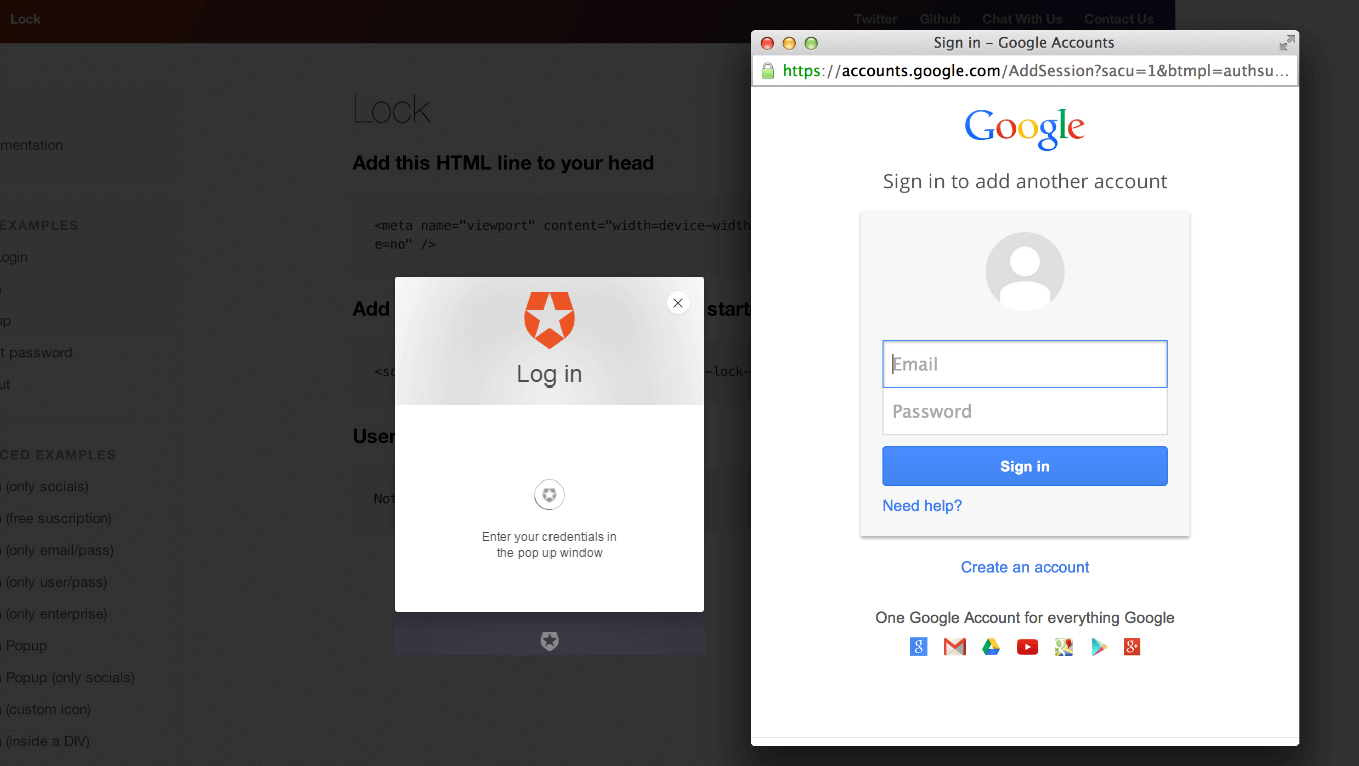 Lock
Twitter Github Chat With Us Contact Us
mentation
EXAMPLES
ogin
up
t password
ut
CED EXAMPLES
(only socials)
(free suscription)
(only email/pass)
(only user/pass)
(only enterprise)
Popup
Popup (only socials)
(custom icon)
(inside a DIV)
Lock
Add this HTML line to your head
<meta name="viewport" content="width=device-width
e=no" />
Add start
<sc -lock-
User
Not
Log in
Enter your credentials in
the pop up window
Sign in – Google Accounts
https://accounts.google.com/AddSession?sacu=1&btmpl=authsu...
Google
Sign in to add another account
Email
Password
Sign in
Need help?
Create an account
One Google Account for everything Google